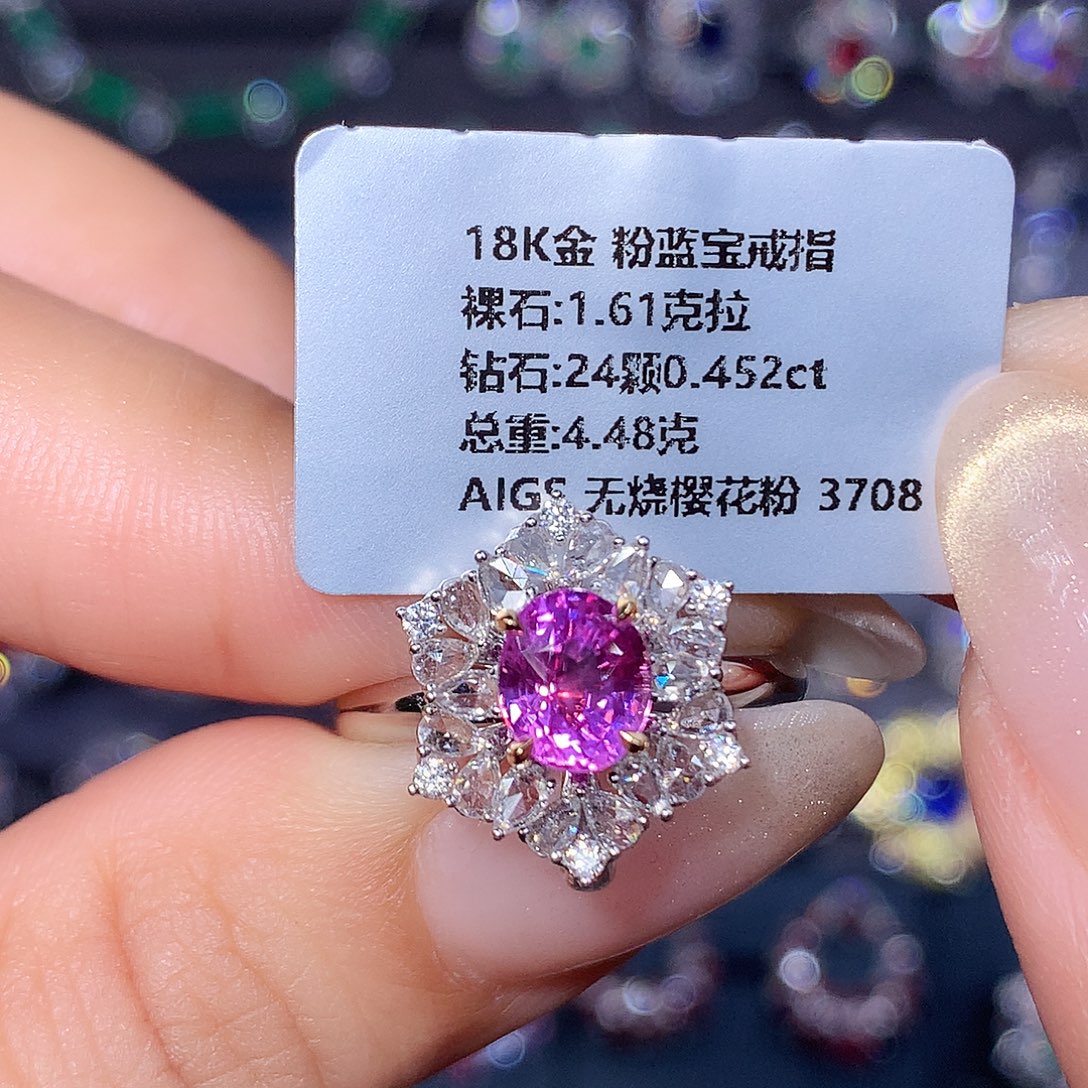 18K金 粉蓝宝戒指
裸石:1.61克拉
钻石:24颗0.452ct
总重:4.48克
AIGS 无烧樱花粉 3708